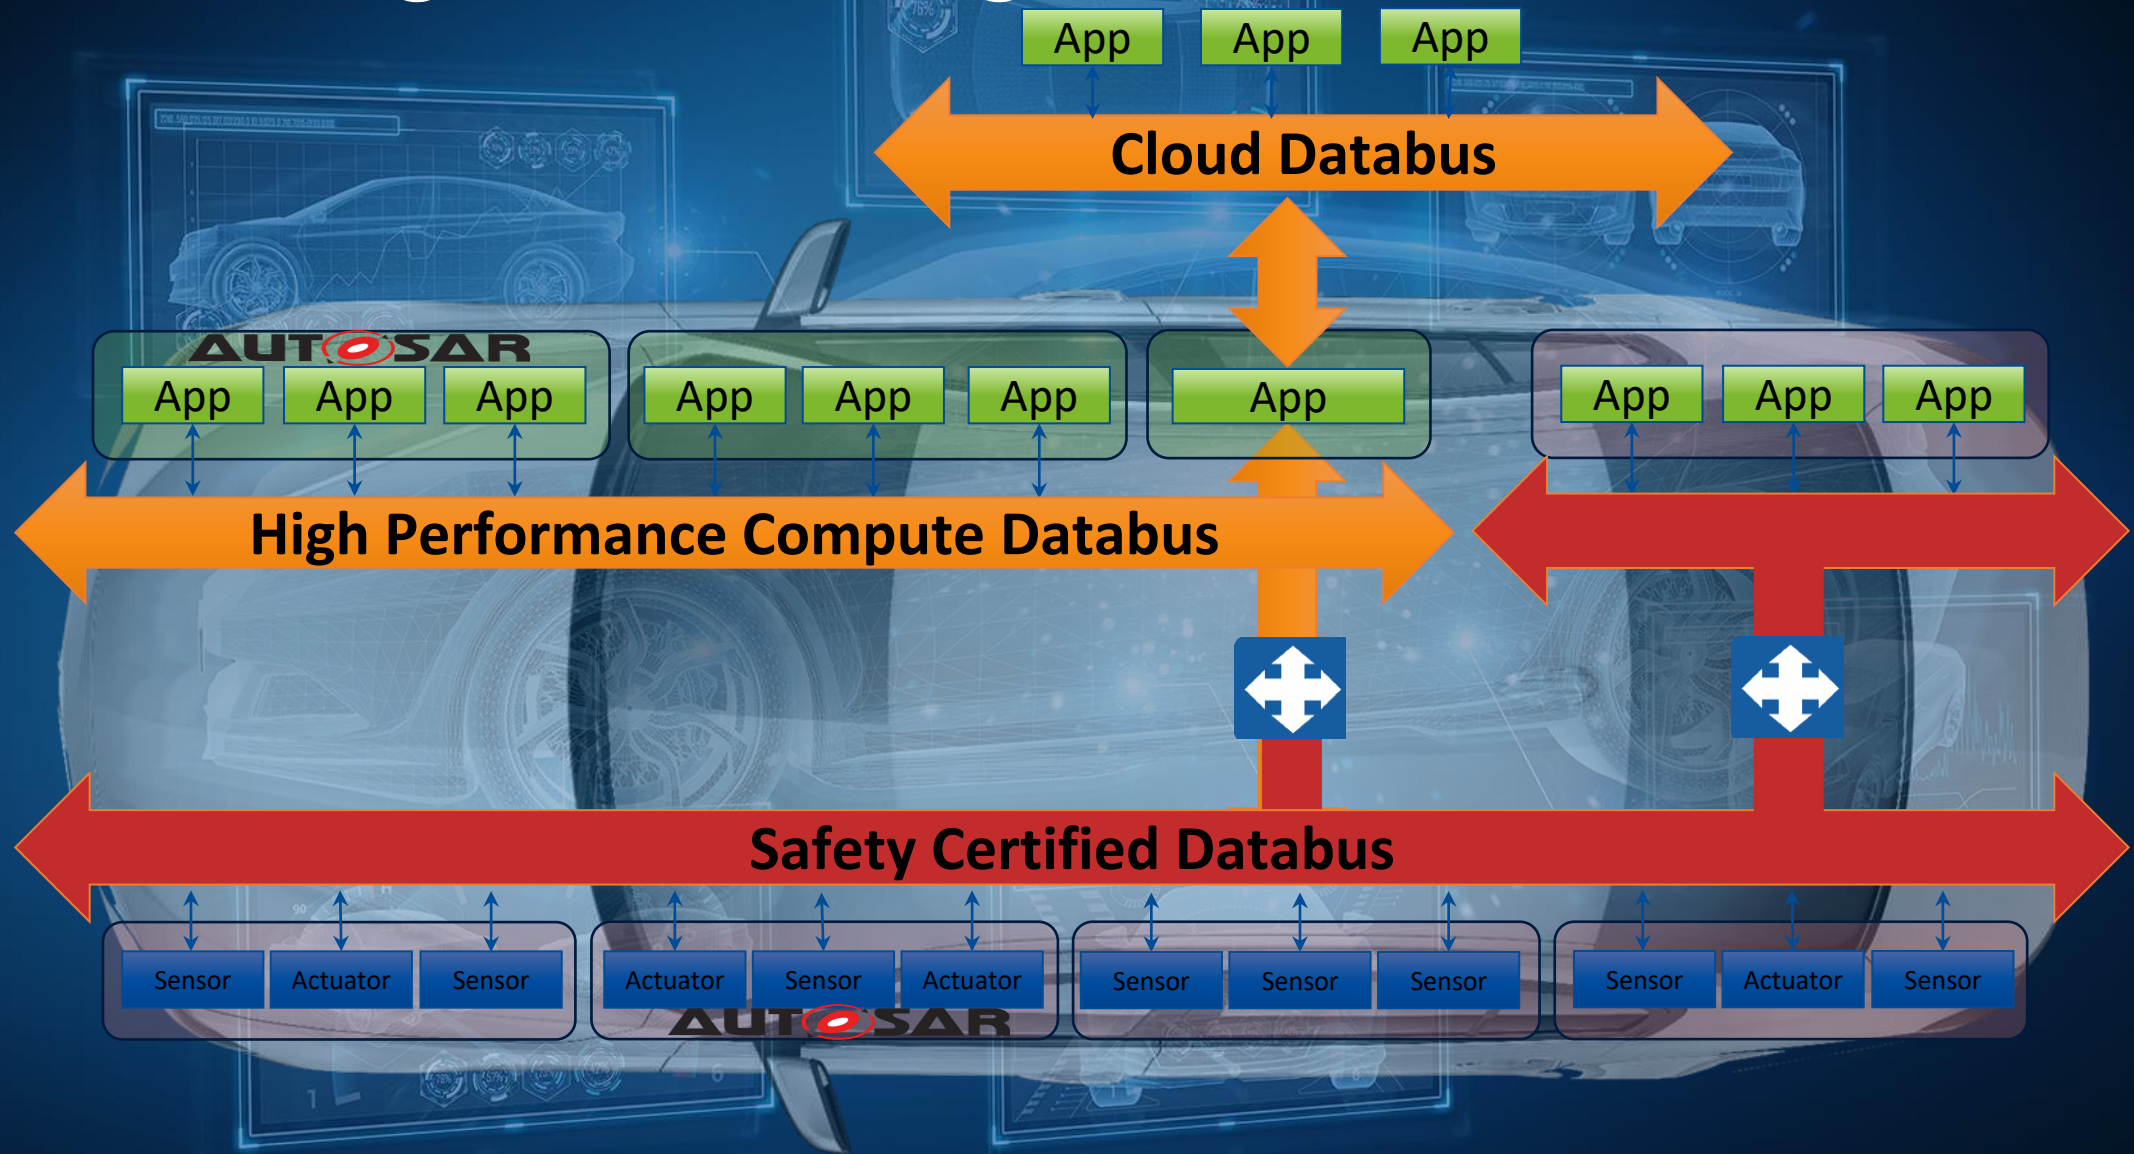 App App App
Cloud Databus
AUTOSAR
App App App App App App App App App App
High Performance Compute Databus
Safety Certified Databus
Sensor Actuator Sensor Actuator Sensor Actuator Sensor Sensor Sensor Sensor Actuator Sensor
AUTOSAR